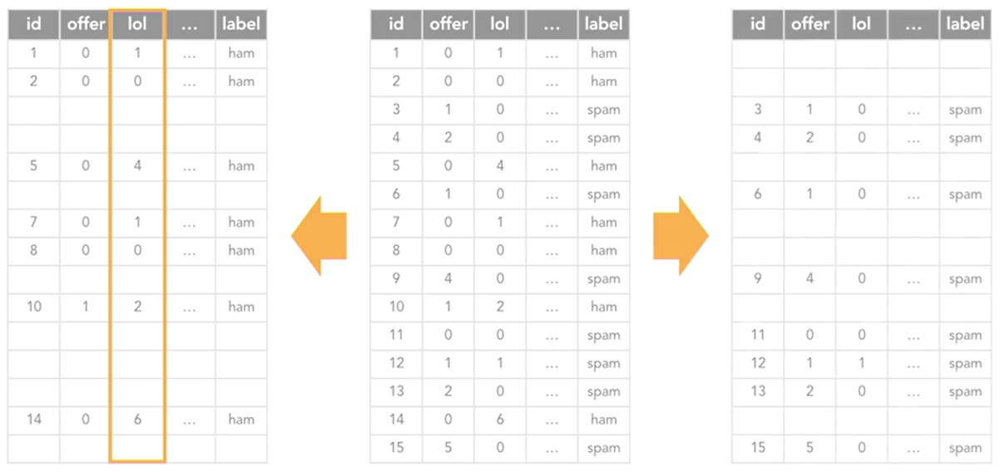 id offer lol ... label
1 0 1 ... ham
2 0 0 ... ham
5 0 4 ... ham
7 0 1 ... ham
8 0 0 ... ham
10 1 2 ... ham
14 0 6 ... ham
id offer lol ... label
1 0 1 ... ham
2 0 0 ... ham
3 1 0 ... spam
4 2 0 ... spam
5 0 4 ... ham
6 1 0 ... spam
7 0 1 ... ham
8 0 0 ... ham
9 4 0 ... spam
10 1 2 ... ham
11 0 0 ... spam
12 1 1 ... spam
13 2 0 ... spam
14 0 6 ... ham
15 5 0 ... spam
id offer lol ... label
3 1 0 ... spam
4 2 0 ... spam
6 1 0 ... spam
9 4 0 ... spam
11 0 0 ... spam
12 1 1 ... spam
13 2 0 ... spam
15 5 0 ... spam